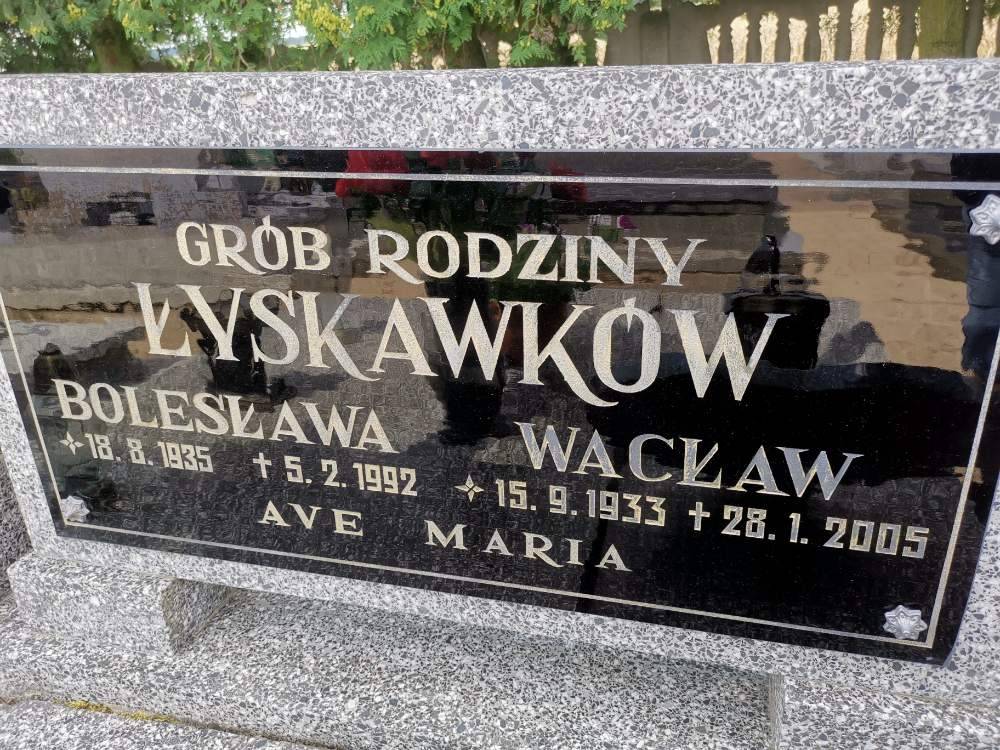 GRÓB RODZINY
ŁYSKAWKÓW
BOLESŁAWA WACŁAW
18. 8. 1935 † 5. 2. 1992 15. 9. 1933 † 28. 1. 2005
AVE MARIA